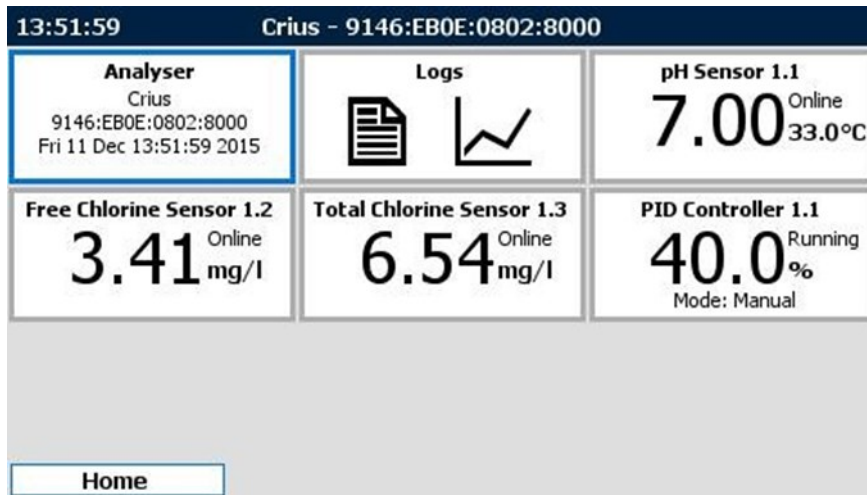 13:51:59 Crius - 9146:EB0E:0802:8000
Analyser
Crius
9146:EB0E:0802:8000
Fri 11 Dec 13:51:59 2015
Logs
pH Sensor 1.1
7.00 Online
33.0°C
Free Chlorine Sensor 1.2
3.41 Online
mg/l
Total Chlorine Sensor 1.3
6.54 Online
mg/l
PID Controller 1.1
40.0 Running
%
Mode: Manual
Home